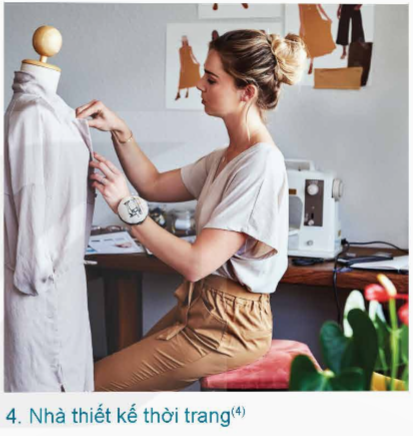 4. Nhà thiết kế thời trang⁽⁴⁾